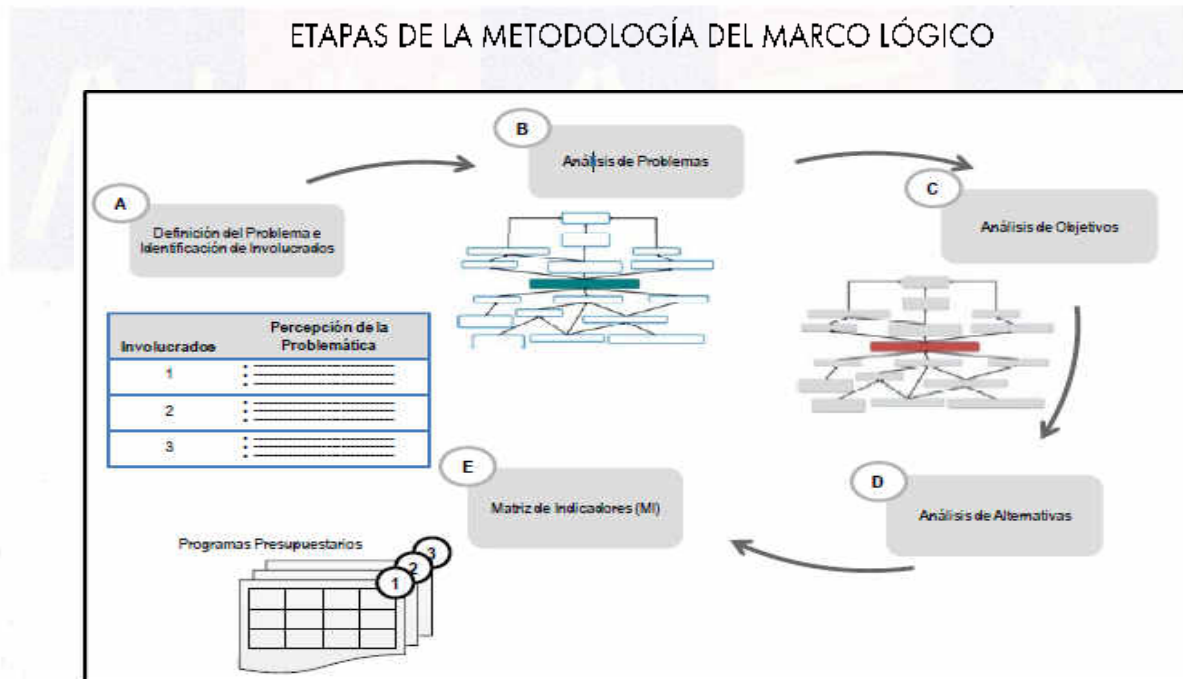 ETAPAS DE LA METODOLOGÍA DEL MARCO LÓGICO
B
Análisis de Problemas
C
Análisis de Objetivos
A
Definición del Problema e
Identificación de Involucrados
Involucrados
Percepción de la
Problemática
1
2
3
E
Matriz de Indicadores (MI)
D
Análisis de Alternativas
Programas Presupuestarios
3
2
1